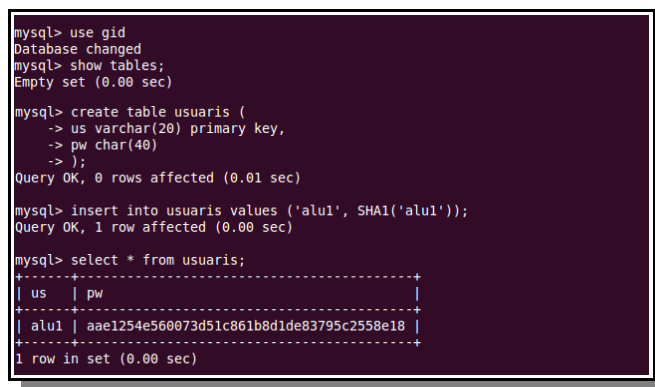 mysql> use gid
Database changed
mysql> show tables;
Empty set (0.00 sec)
mysql> create table usuaris (
-> us varchar(20) primary key,
-> pw char(40)
-> );
Query OK, 0 rows affected (0.01 sec)
mysql> insert into usuaris values ('alu1', SHA1('alu1'));
Query OK, 1 row affected (0.00 sec)
mysql> select * from usuaris;
+------+------------------------------------------+
| us   | pw                                       |
+------+------------------------------------------+
| alu1 | aae1254e560073d51c861b8d1de83795c2558e18 |
+------+------------------------------------------+
1 row in set (0.00 sec)